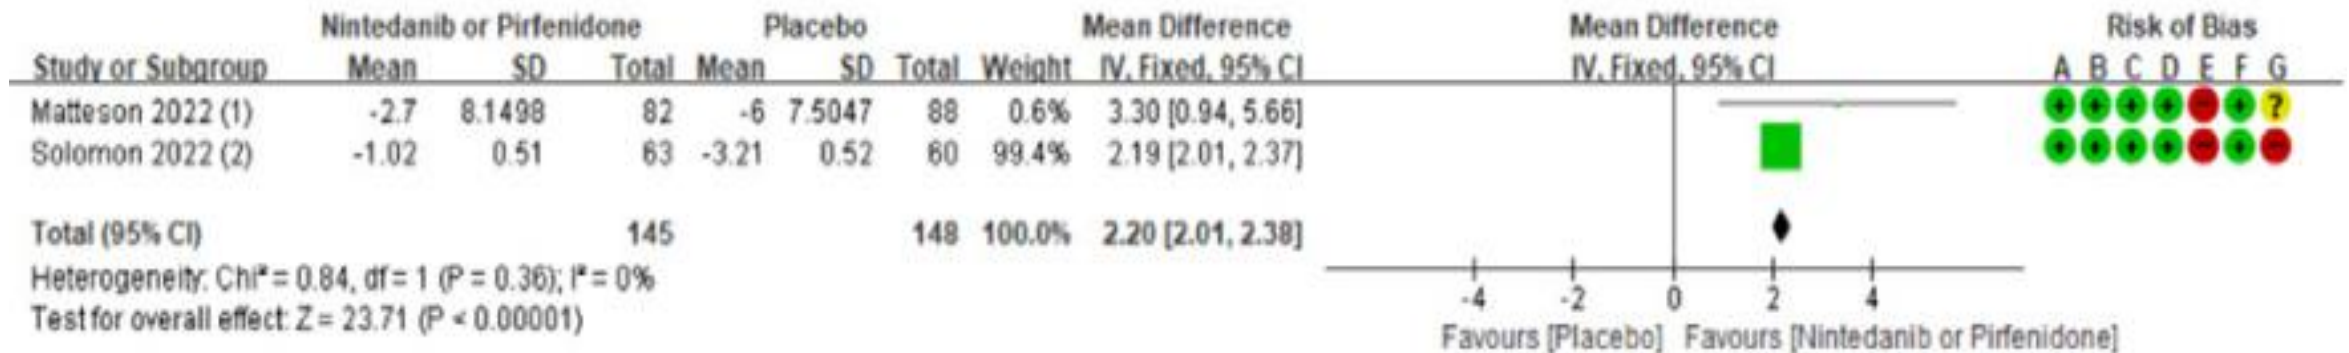 Nintedanib or Pirfenidone Placebo Mean Difference Mean Difference Risk of Bias
Study or Subgroup Mean SD Total Mean SD Total Weight IV, Fixed, 95% CI IV, Fixed, 95% CI A B C D E F G
Matteson 2022 (1) -2.7 8.1498 82 -6 7.5047 88 0.6% 3.30 [0.94, 5.66] + + + + - + ?
Solomon 2022 (2) -1.02 0.51 63 -3.21 0.52 60 99.4% 2.19 [2.01, 2.37] + + + + - + -
Total (95% CI) 145 148 100.0% 2.20 [2.01, 2.38]
Heterogeneity: Chi² = 0.84, df = 1 (P = 0.36); I² = 0%
Test for overall effect: Z = 23.71 (P < 0.00001)
-4 -2 0 2 4
Favours [Placebo] Favours [Nintedanib or Pirfenidone]